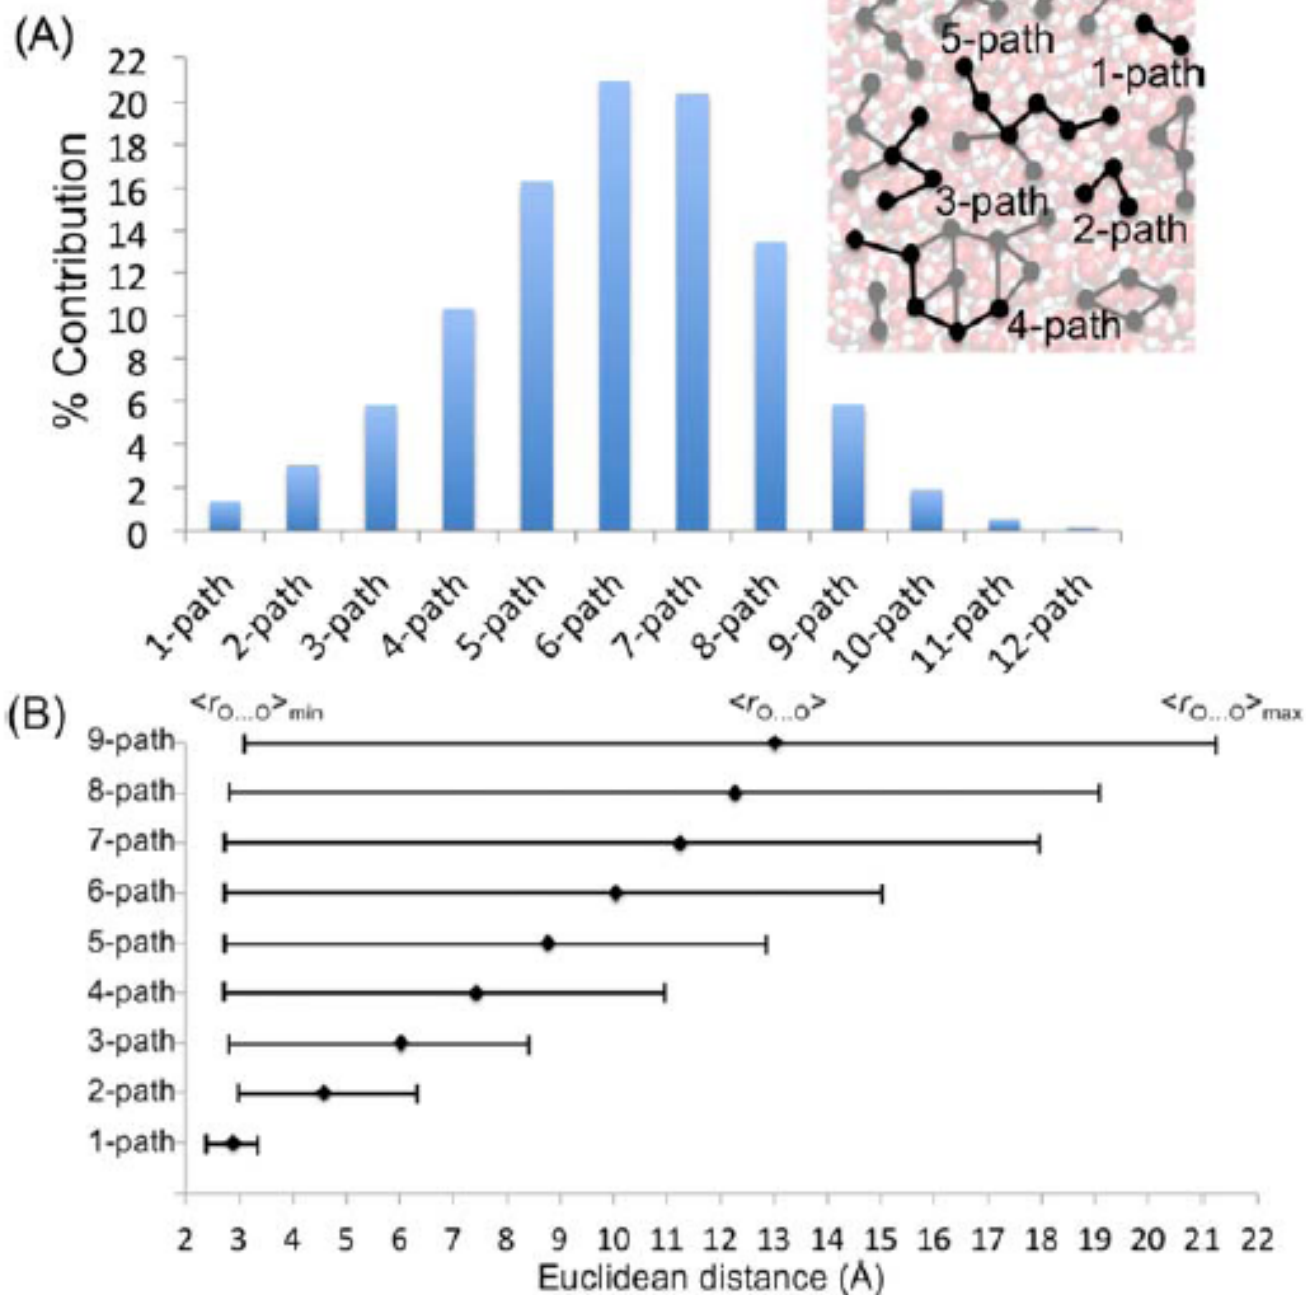 (A)
% Contribution
22
20
18
16
14
12
10
8
6
4
2
0
1-path
2-path
3-path
4-path
5-path
6-path
7-path
8-path
9-path
10-path
11-path
12-path
5-path
1-path
3-path
2-path
4-path
(B)
<rO...O>min
<rO...O>
<rO...O>max
9-path
8-path
7-path
6-path
5-path
4-path
3-path
2-path
1-path
2 3 4 5 6 7 8 9 10 11 12 13 14 15 16 17 18 19 20 21 22
Euclidean distance (Å)